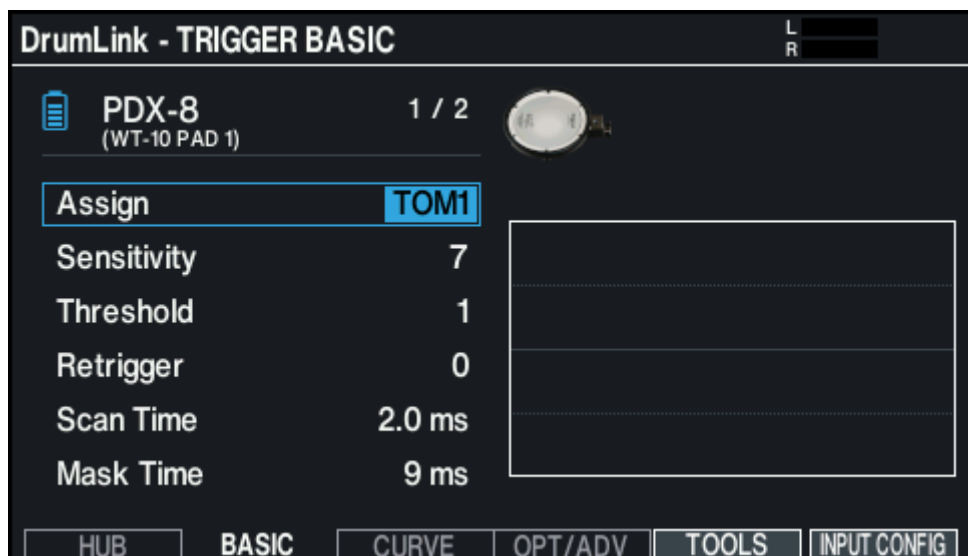 DrumLink - TRIGGER BASIC
L
R
PDX-8 1 / 2
(WT-10 PAD 1)
Assign TOM1
Sensitivity 7
Threshold 1
Retrigger 0
Scan Time 2.0 ms
Mask Time 9 ms
HUB BASIC CURVE OPT/ADV TOOLS INPUT CONFIG